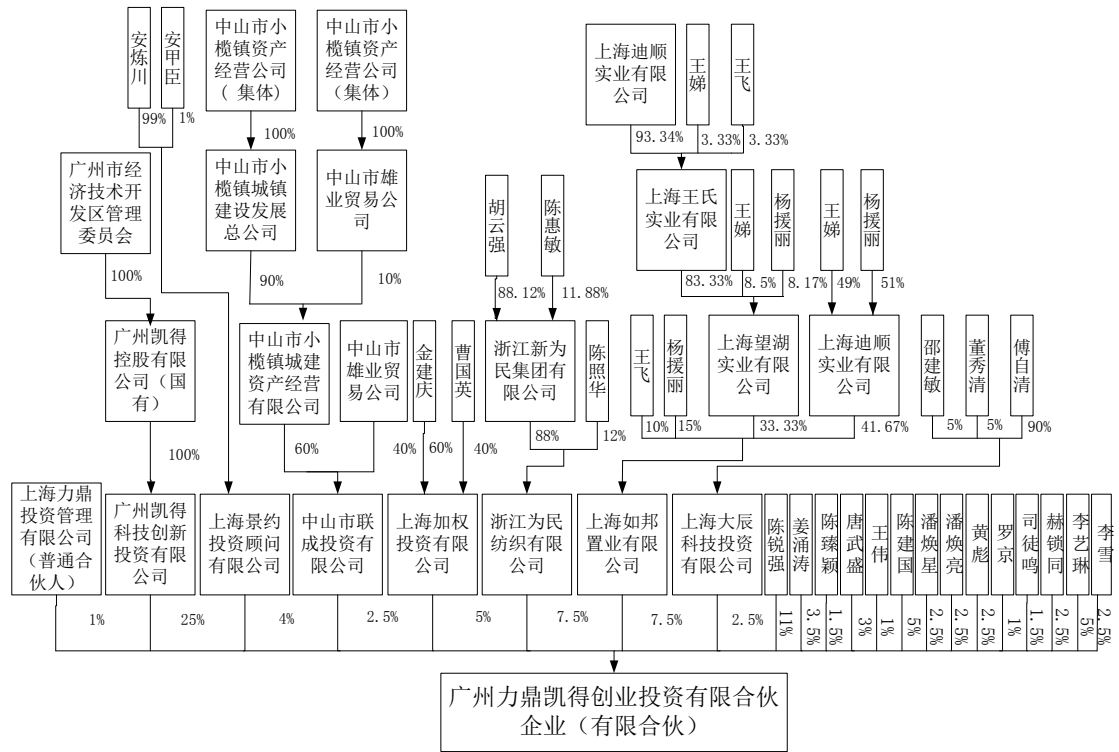 安炼川
安甲臣
中山市小
榄镇资产
经营公司
( 集体)
中山市小
榄镇资产
经营公司
（集体）
上海迪顺
实业有限
公司
王娣
王飞
99%
1%
100%
100%
93.34%
3.33%
3.33%
广州市经
济技术开
发区管理
委员会
中山市小
榄镇城镇
建设发展
总公司
中山市雄
业贸易公
司
胡云强
陈惠敏
上海王氏
实业有限
公司
王娣
杨援丽
王娣
杨援丽
100%
90%
10%
88.12%
11.88%
83.33%
8.5%
8.17%
49%
51%
广州凯得
控股有限
公司（国
有）
中山市小
榄镇城建
资产经营
有限公司
中山市
雄业贸
易公司
金建庆
曹国英
浙江新为
民集团有
限公司
陈照华
王飞
杨援丽
上海望湖
实业有限
公司
上海迪顺
实业有限
公司
邵建敏
董秀清
傅自清
100%
60%
40%
60%
40%
88%
12%
10%
15%
33.33%
41.67%
5%
5%
90%
上海力鼎
投资管理
有限公司
（普通合
伙人）
广州凯得
科技创新
投资有限
公司
上海景约
投资顾问
有限公司
中山市联
成投资有
限公司
上海加权
投资有限
公司
浙江为民
纺织有限
公司
上海如邦
置业有限
公司
上海大辰
科技投资
有限公司
陈锐强
姜涌涛
陈臻颖
唐武盛
王伟
陈建国
潘焕星
潘焕亮
黄彪
罗京
司徒鸣
赫锁同
李艺琳
李雪
1%
25%
4%
2.5%
5%
7.5%
7.5%
2.5%
11%
3.5%
1.5%
3%
1%
5%
2.5%
2.5%
2.5%
1%
1.5%
2.5%
5%
2.5%
广州力鼎凯得创业投资有限合伙
企业（有限合伙）